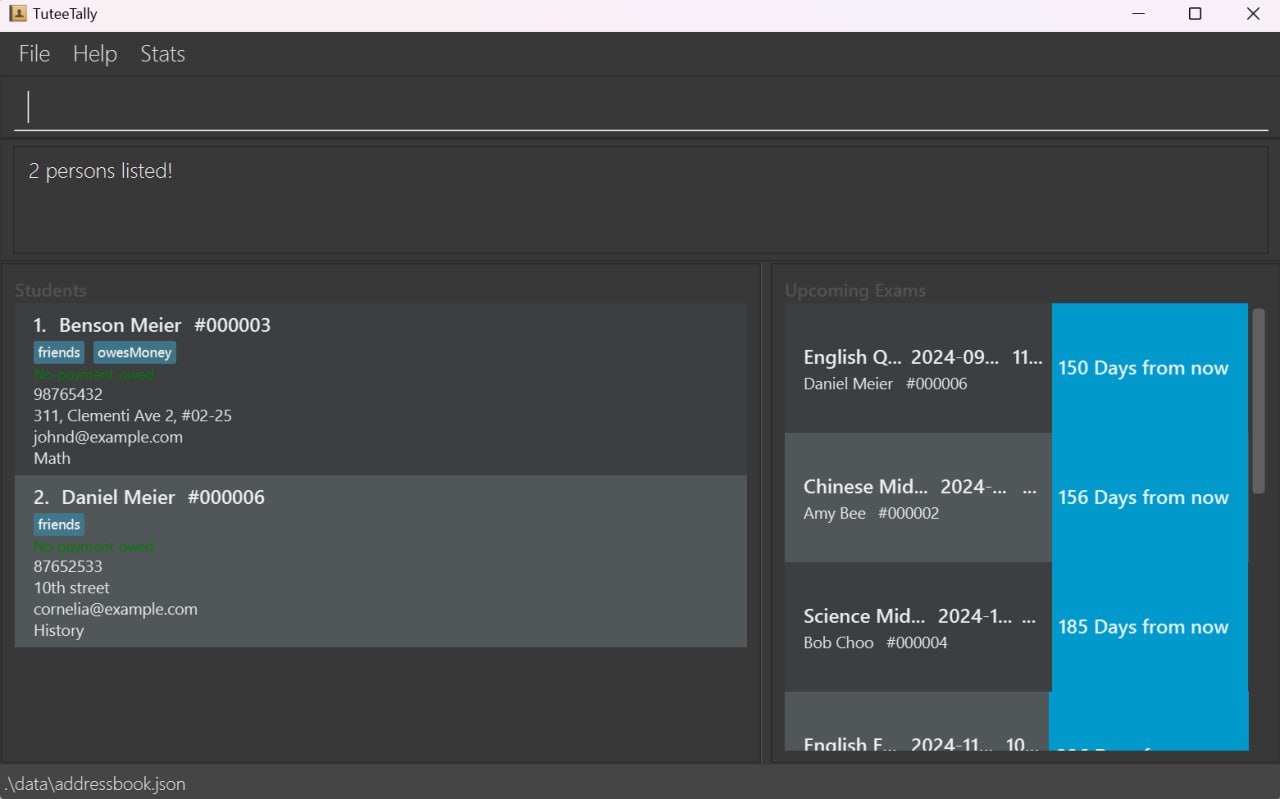 TuteeTally
File Help Stats
2 persons listed!
Students
1. Benson Meier #000003
friends owesMoney
No payment owed
98765432
311, Clementi Ave 2, #02-25
johnd@example.com
Math
2. Daniel Meier #000006
friends
No payment owed
87652533
10th street
cornelia@example.com
History
Upcoming Exams
English Q... 2024-09... 11...
Daniel Meier #000006
150 Days from now
Chinese Mid... 2024-... ...
Amy Bee #000002
156 Days from now
Science Mid... 2024-1... ...
Bob Choo #000004
185 Days from now
English F... 2024-11... 10...
.\data\addressbook.json